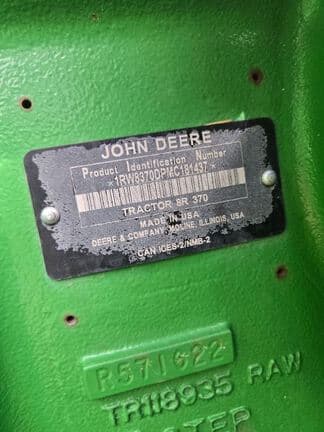 JOHN DEERE
Product Identification Number
*1RW8370DPMC181437*
TRACTOR 8R 370
MADE IN USA
DEERE & COMPANY, MOLINE, ILLINOIS, USA
CAN ICES-2/NMB-2
R571622
TR118935 RAW